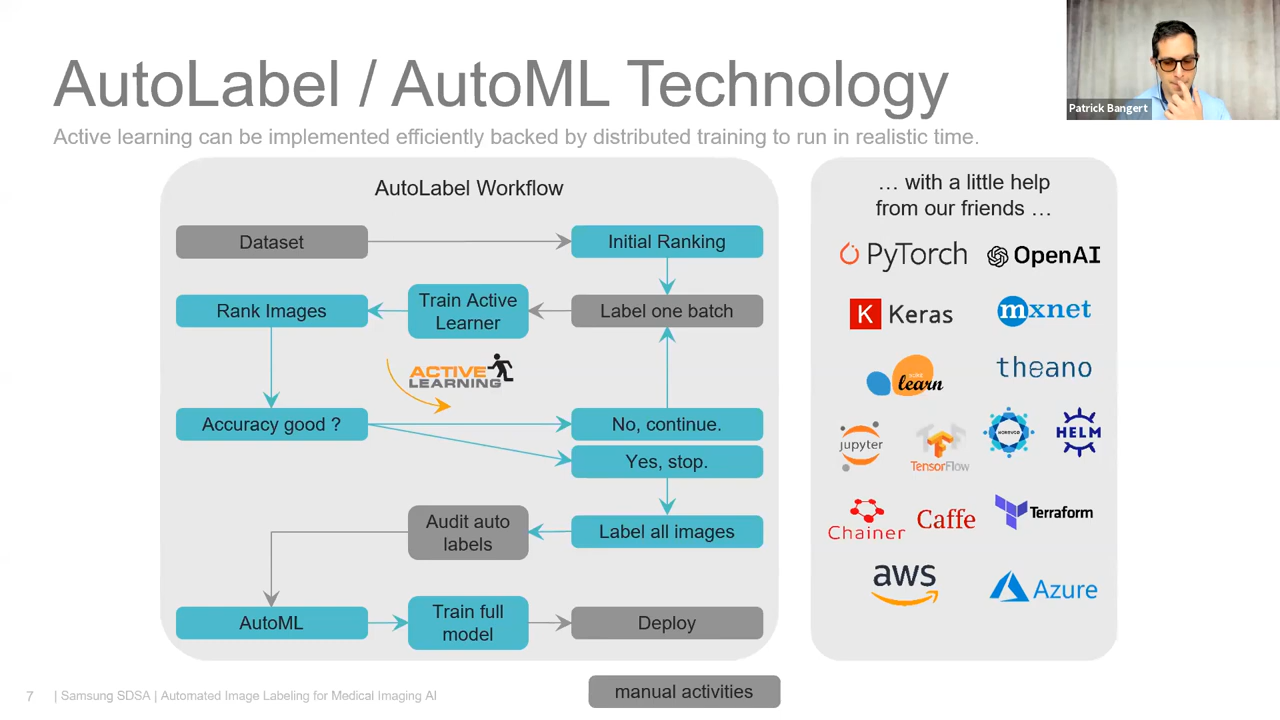 AutoLabel / AutoML Technology
Patrick Bangert
Active learning can be implemented efficiently backed by distributed training to run in realistic time.
AutoLabel Workflow
Dataset
Initial Ranking
Rank Images
Train Active
Learner
Label one batch
ACTIVE
LEARNING
Accuracy good ?
No, continue.
Yes, stop.
Audit auto
labels
Label all images
AutoML
Train full
model
Deploy
… with a little help
from our friends …
PyTorch
OpenAI
K Keras
mxnet
learn
theano
jupyter
TensorFlow
HOROVOD
HELM
Chainer
Caffe
Terraform
aws
Azure
7 | Samsung SDSA | Automated Image Labeling for Medical Imaging AI
manual activities